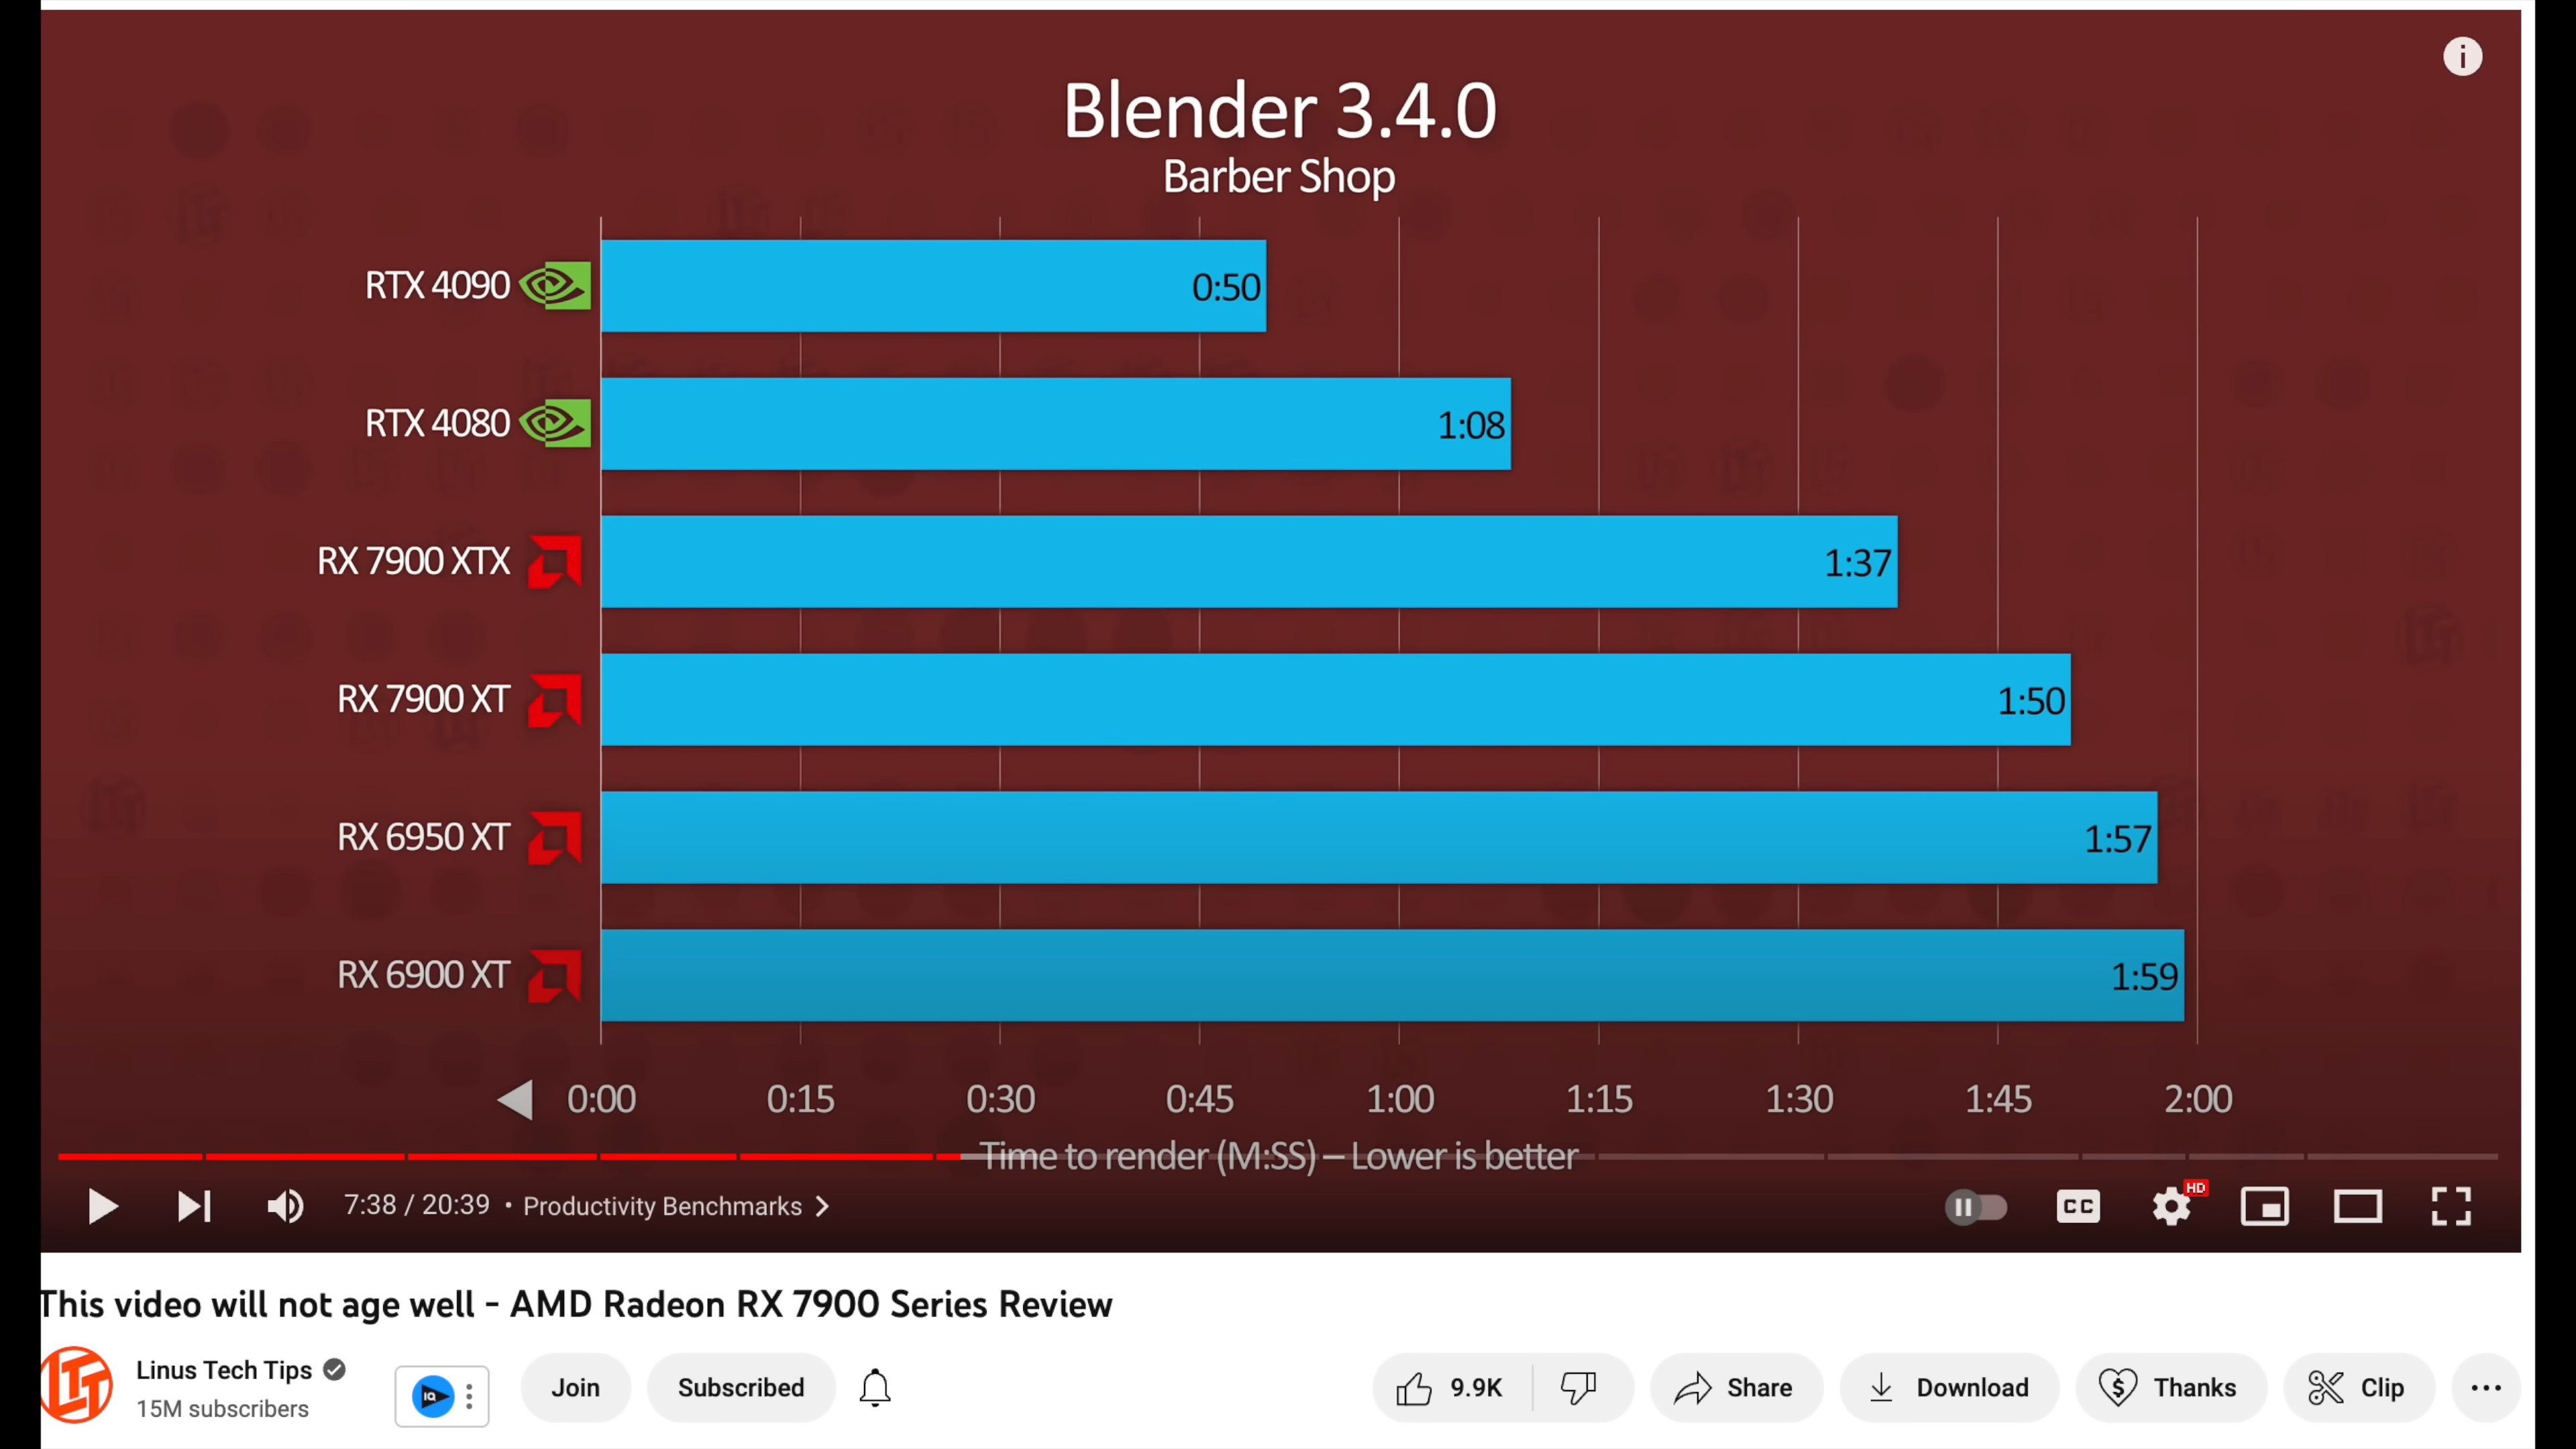 Blender 3.4.0
Barber Shop
RTX 4090 0:50
RTX 4080 1:08
RX 7900 XTX 1:37
RX 7900 XT 1:50
RX 6950 XT 1:57
RX 6900 XT 1:59
0:00 0:15 0:30 0:45 1:00 1:15 1:30 1:45 2:00
Time to render (M:SS) – Lower is better
7:38 / 20:39 • Productivity Benchmarks
CC HD
This video will not age well - AMD Radeon RX 7900 Series Review
LTT Linus Tech Tips
15M subscribers
IQ
Join Subscribed 9.9K Share Download Thanks Clip